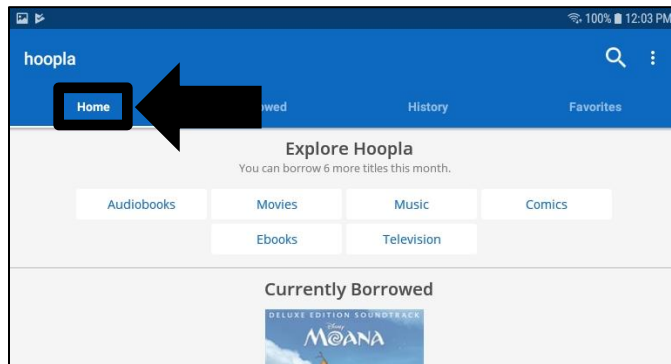 100% 12:03 PM
hoopla
Home History Favorites
Explore Hoopla
You can borrow 6 more titles this month.
Audiobooks Movies Music Comics
Ebooks Television
Currently Borrowed
DELUXE EDITION SOUNDTRACK
Disney
MOANA